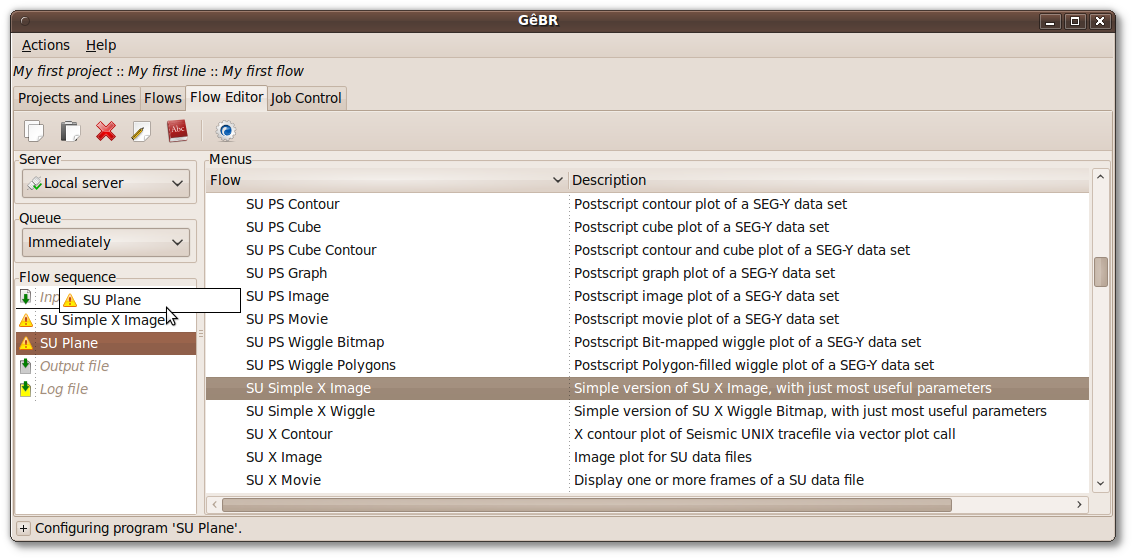 GêBR
Actions Help
My first project :: My first line :: My first flow
Projects and Lines Flows Flow Editor Job Control
Abc
Server
Local server
Queue
Immediately
Flow sequence
Inp
SU Plane
SU Simple X Image
SU Plane
Output file
Log file
Menus
Flow Description
SU PS Contour Postscript contour plot of a SEG-Y data set
SU PS Cube Postscript cube plot of a SEG-Y data set
SU PS Cube Contour Postscript contour and cube plot of a SEG-Y data set
SU PS Graph Postscript graph plot of a SEG-Y data set
SU PS Image Postscript image plot of a SEG-Y data set
SU PS Movie Postscript movie plot of a SEG-Y data set
SU PS Wiggle Bitmap Postscript Bit-mapped wiggle plot of a SEG-Y data set
SU PS Wiggle Polygons Postscript Polygon-filled wiggle plot of a SEG-Y data set
SU Simple X Image Simple version of SU X Image, with just most useful parameters
SU Simple X Wiggle Simple version of SU X Wiggle Bitmap, with just most useful parameters
SU X Contour X contour plot of Seismic UNIX tracefile via vector plot call
SU X Image Image plot for SU data files
SU X Movie Display one or more frames of a SU data file
Configuring program 'SU Plane'.